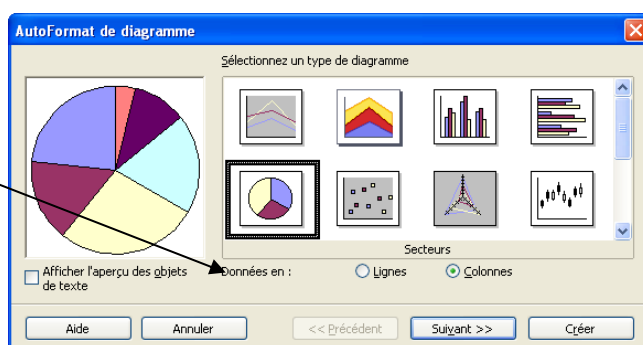 AutoFormat de diagramme
Sélectionnez un type de diagramme
Secteurs
Afficher l'aperçu des objets
de texte
Données en :
Lignes
Colonnes
Aide
Annuler
<< Précédent
Suivant >>
Créer